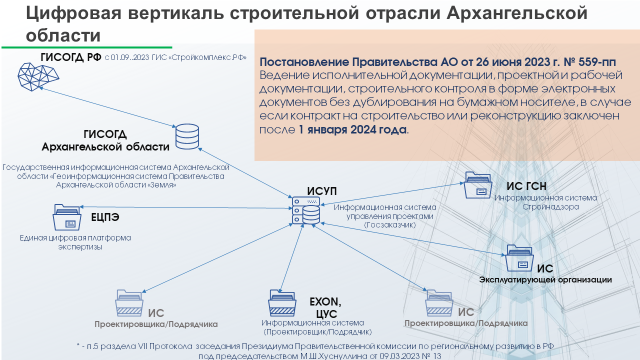 Цифровая вертикаль строительной отрасли Архангельской
области
ГИСОГД РФ с 01.09..2023 ГИС «Стройкомплекс.РФ»
Постановление Правительства АО от 26 июня 2023 г. № 559-пп
Ведение исполнительной документации, проектной и рабочей
документации, строительного контроля в форме электронных
документов без дублирования на бумажном носителе, в случае
если контракт на строительство или реконструкцию заключен
после 1 января 2024 года.
ГИСОГД
Архангельской области
Государственная информационная система Архангельской
области «Геоинформационная система Правительства
Архангельской области «Земля»
ИСУП
Информационная система
управления проектами
(Госзаказчик)
ИС ГСН
Информационная система
Стройнадзора
ЕЦПЭ
Единая цифровая платформа
экспертизы
ИС
Эксплуатирующей организации
ИС
Проектировщика/Подрядчика
EXON,
ЦУС
Информационная система
(Проектировщик/Подрядчик)
ИС
Проектировщика/Подрядчика
* - п.5 раздела VII Протокола заседания Президиума Правительственной комиссии по региональному развитию в РФ
под председательством М.Ш.Хуснуллина от 09.03.2023 № 13